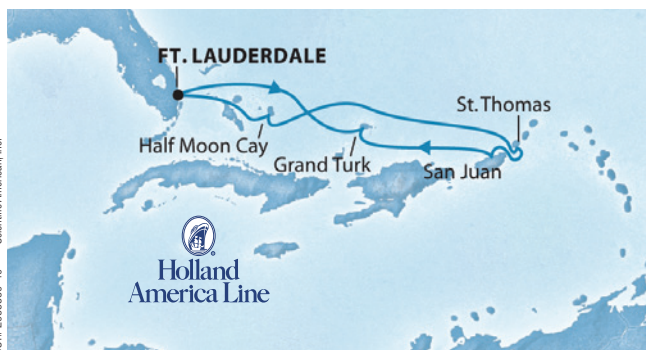 FT. LAUDERDALE
St. Thomas
Half Moon Cay
Grand Turk
San Juan
Holland
America Line